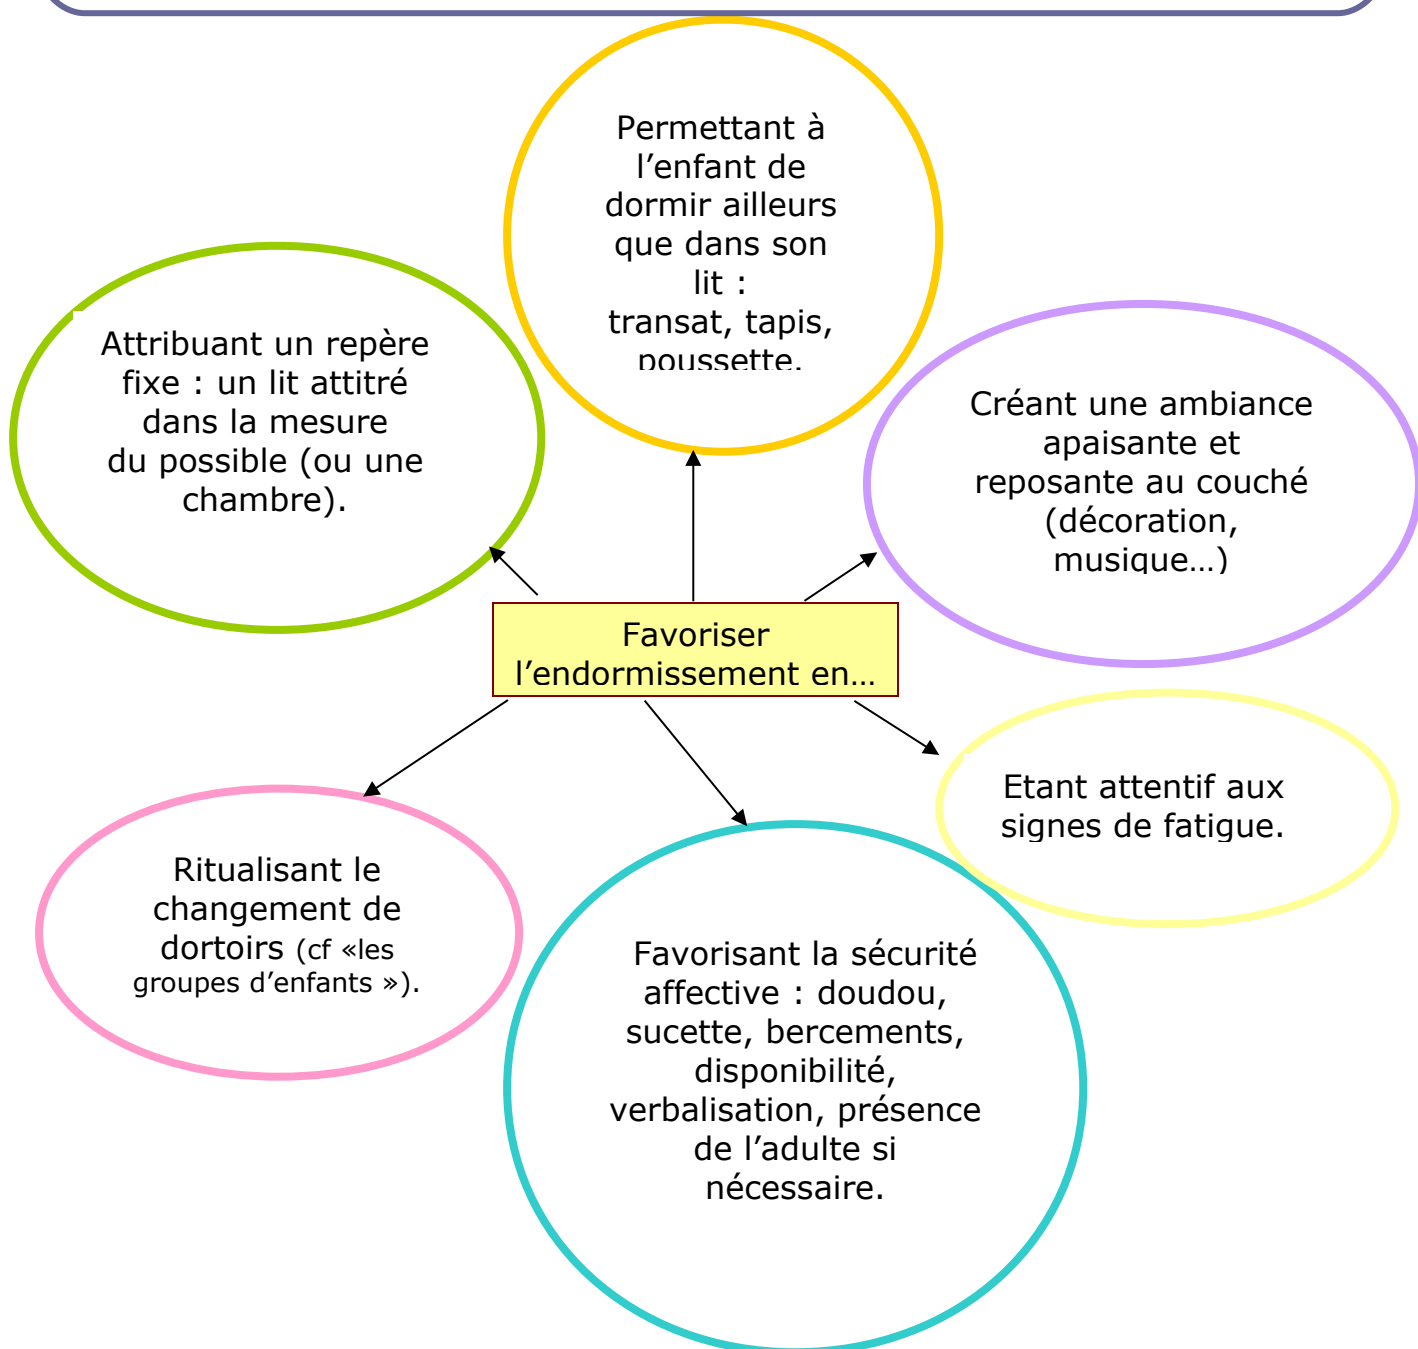 Permettant à
l’enfant de
dormir ailleurs
que dans son
lit :
transat, tapis,
poussette.
Attribuant un repère
fixe : un lit attitré
dans la mesure
du possible (ou une
chambre).
Créant une ambiance
apaisante et
reposante au couché
(décoration,
musique…)
Favoriser
l’endormissement en…
Etant attentif aux
signes de fatigue.
Ritualisant le
changement de
dortoirs (cf «les
groupes d’enfants »).
Favorisant la sécurité
affective : doudou,
sucette, bercements,
disponibilité,
verbalisation, présence
de l’adulte si
nécessaire.